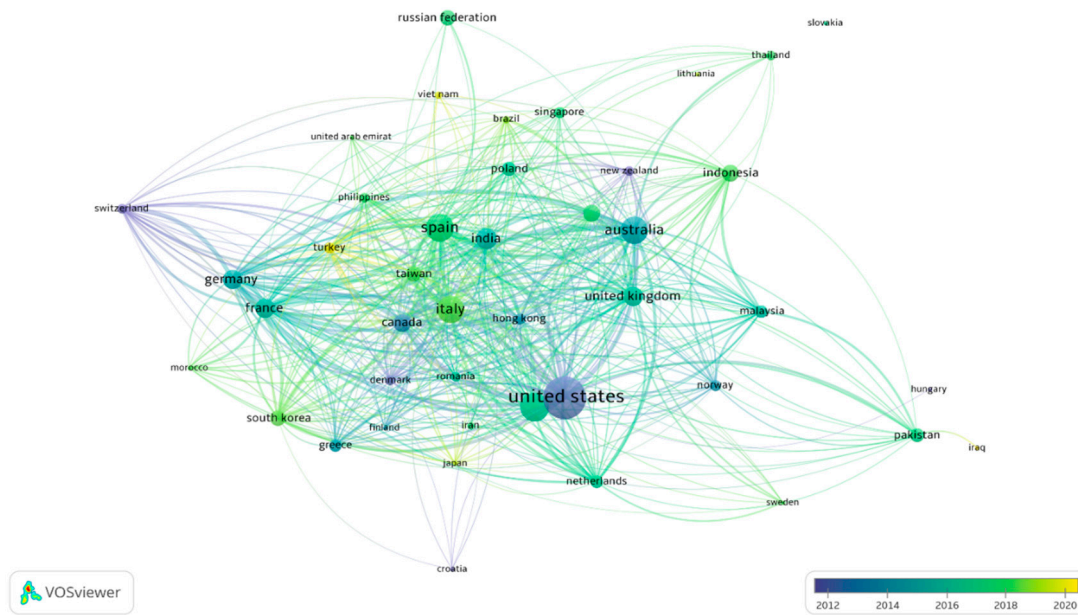 russian federation
slovakia
thailand
lithuania
viet nam
singapore
brazil
united arab emirat
poland
new zealand
indonesia
philippines
switzerland
spain
india
australia
turkey
taiwan
germany
united kingdom
france
italy
malaysia
canada
hong kong
morocco
denmark
romania
norway
hungary
united states
south korea
finland
iran
greece
pakistan
iraq
japan
netherlands
sweden
croatia
VOSviewer
2012 2014 2016 2018 2020